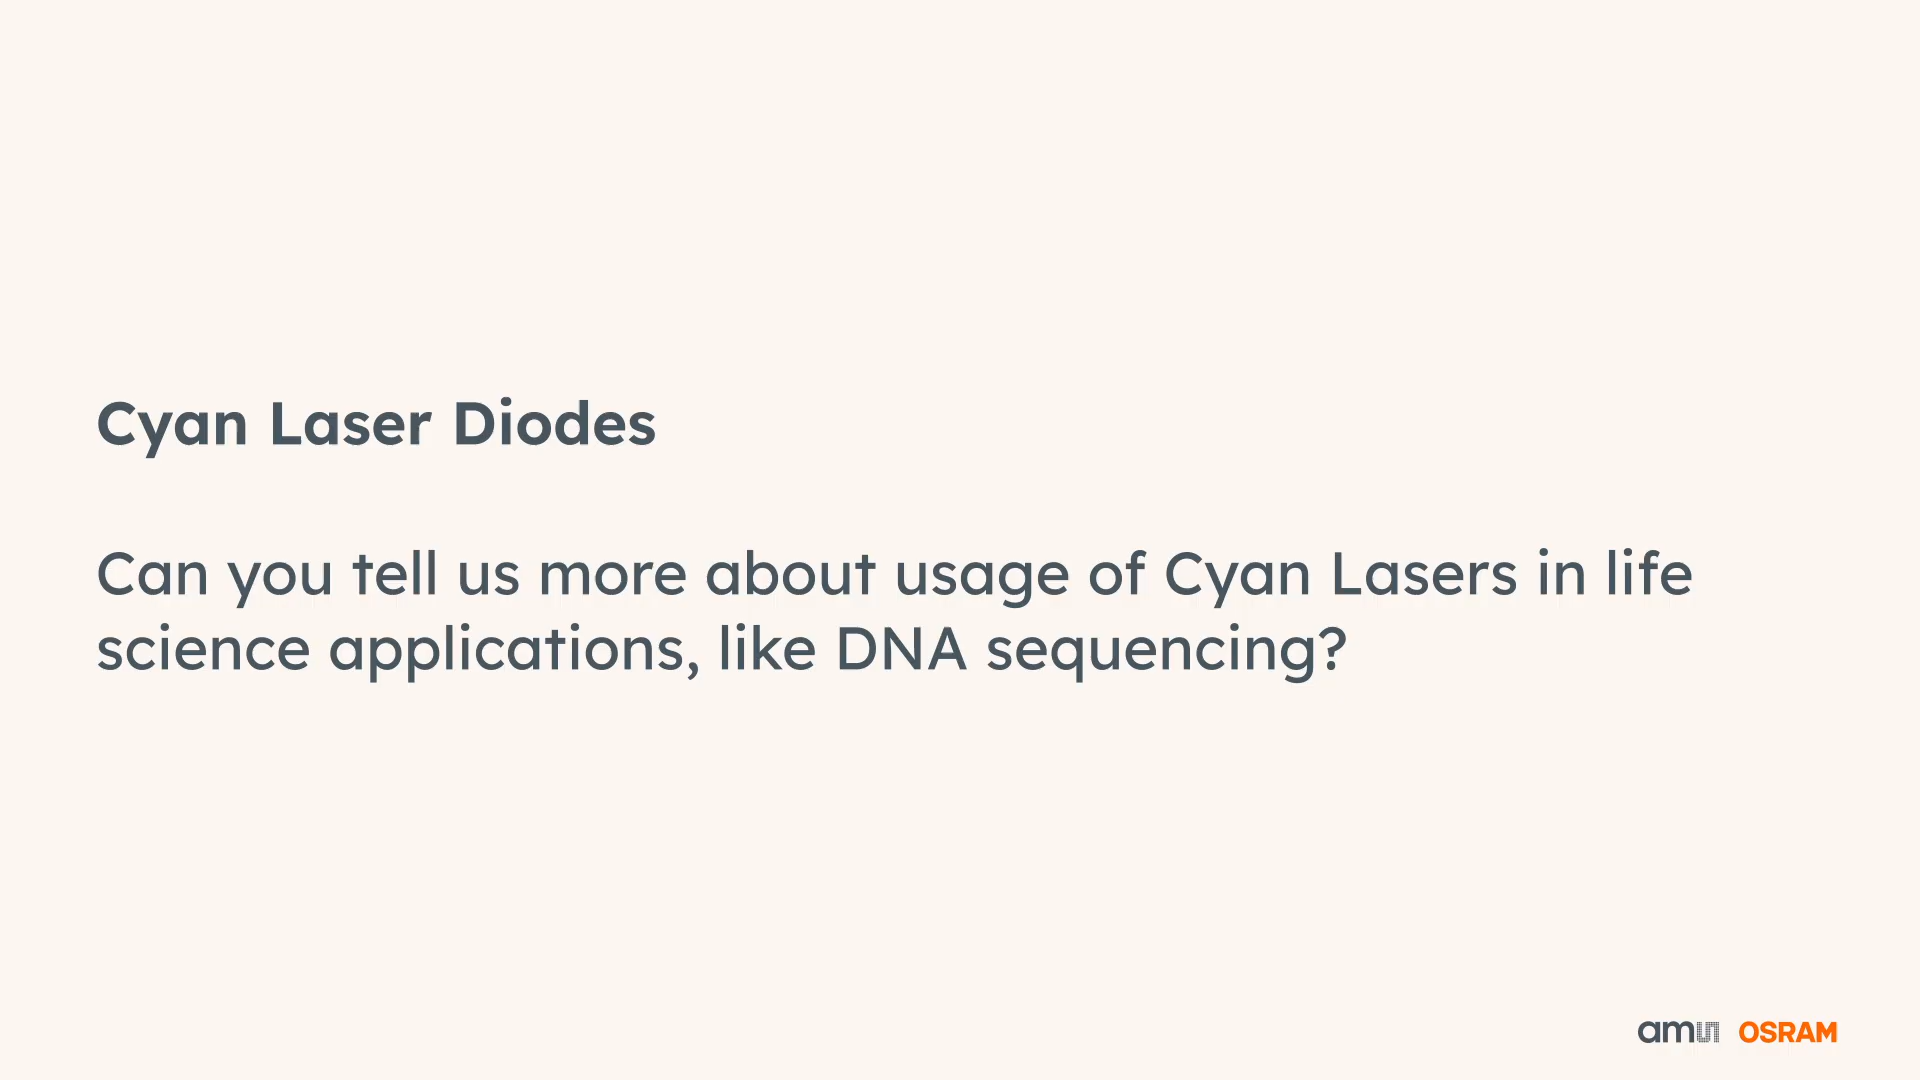 Cyan Laser Diodes
Can you tell us more about usage of Cyan Lasers in life
science applications, like DNA sequencing?
am OSRAM